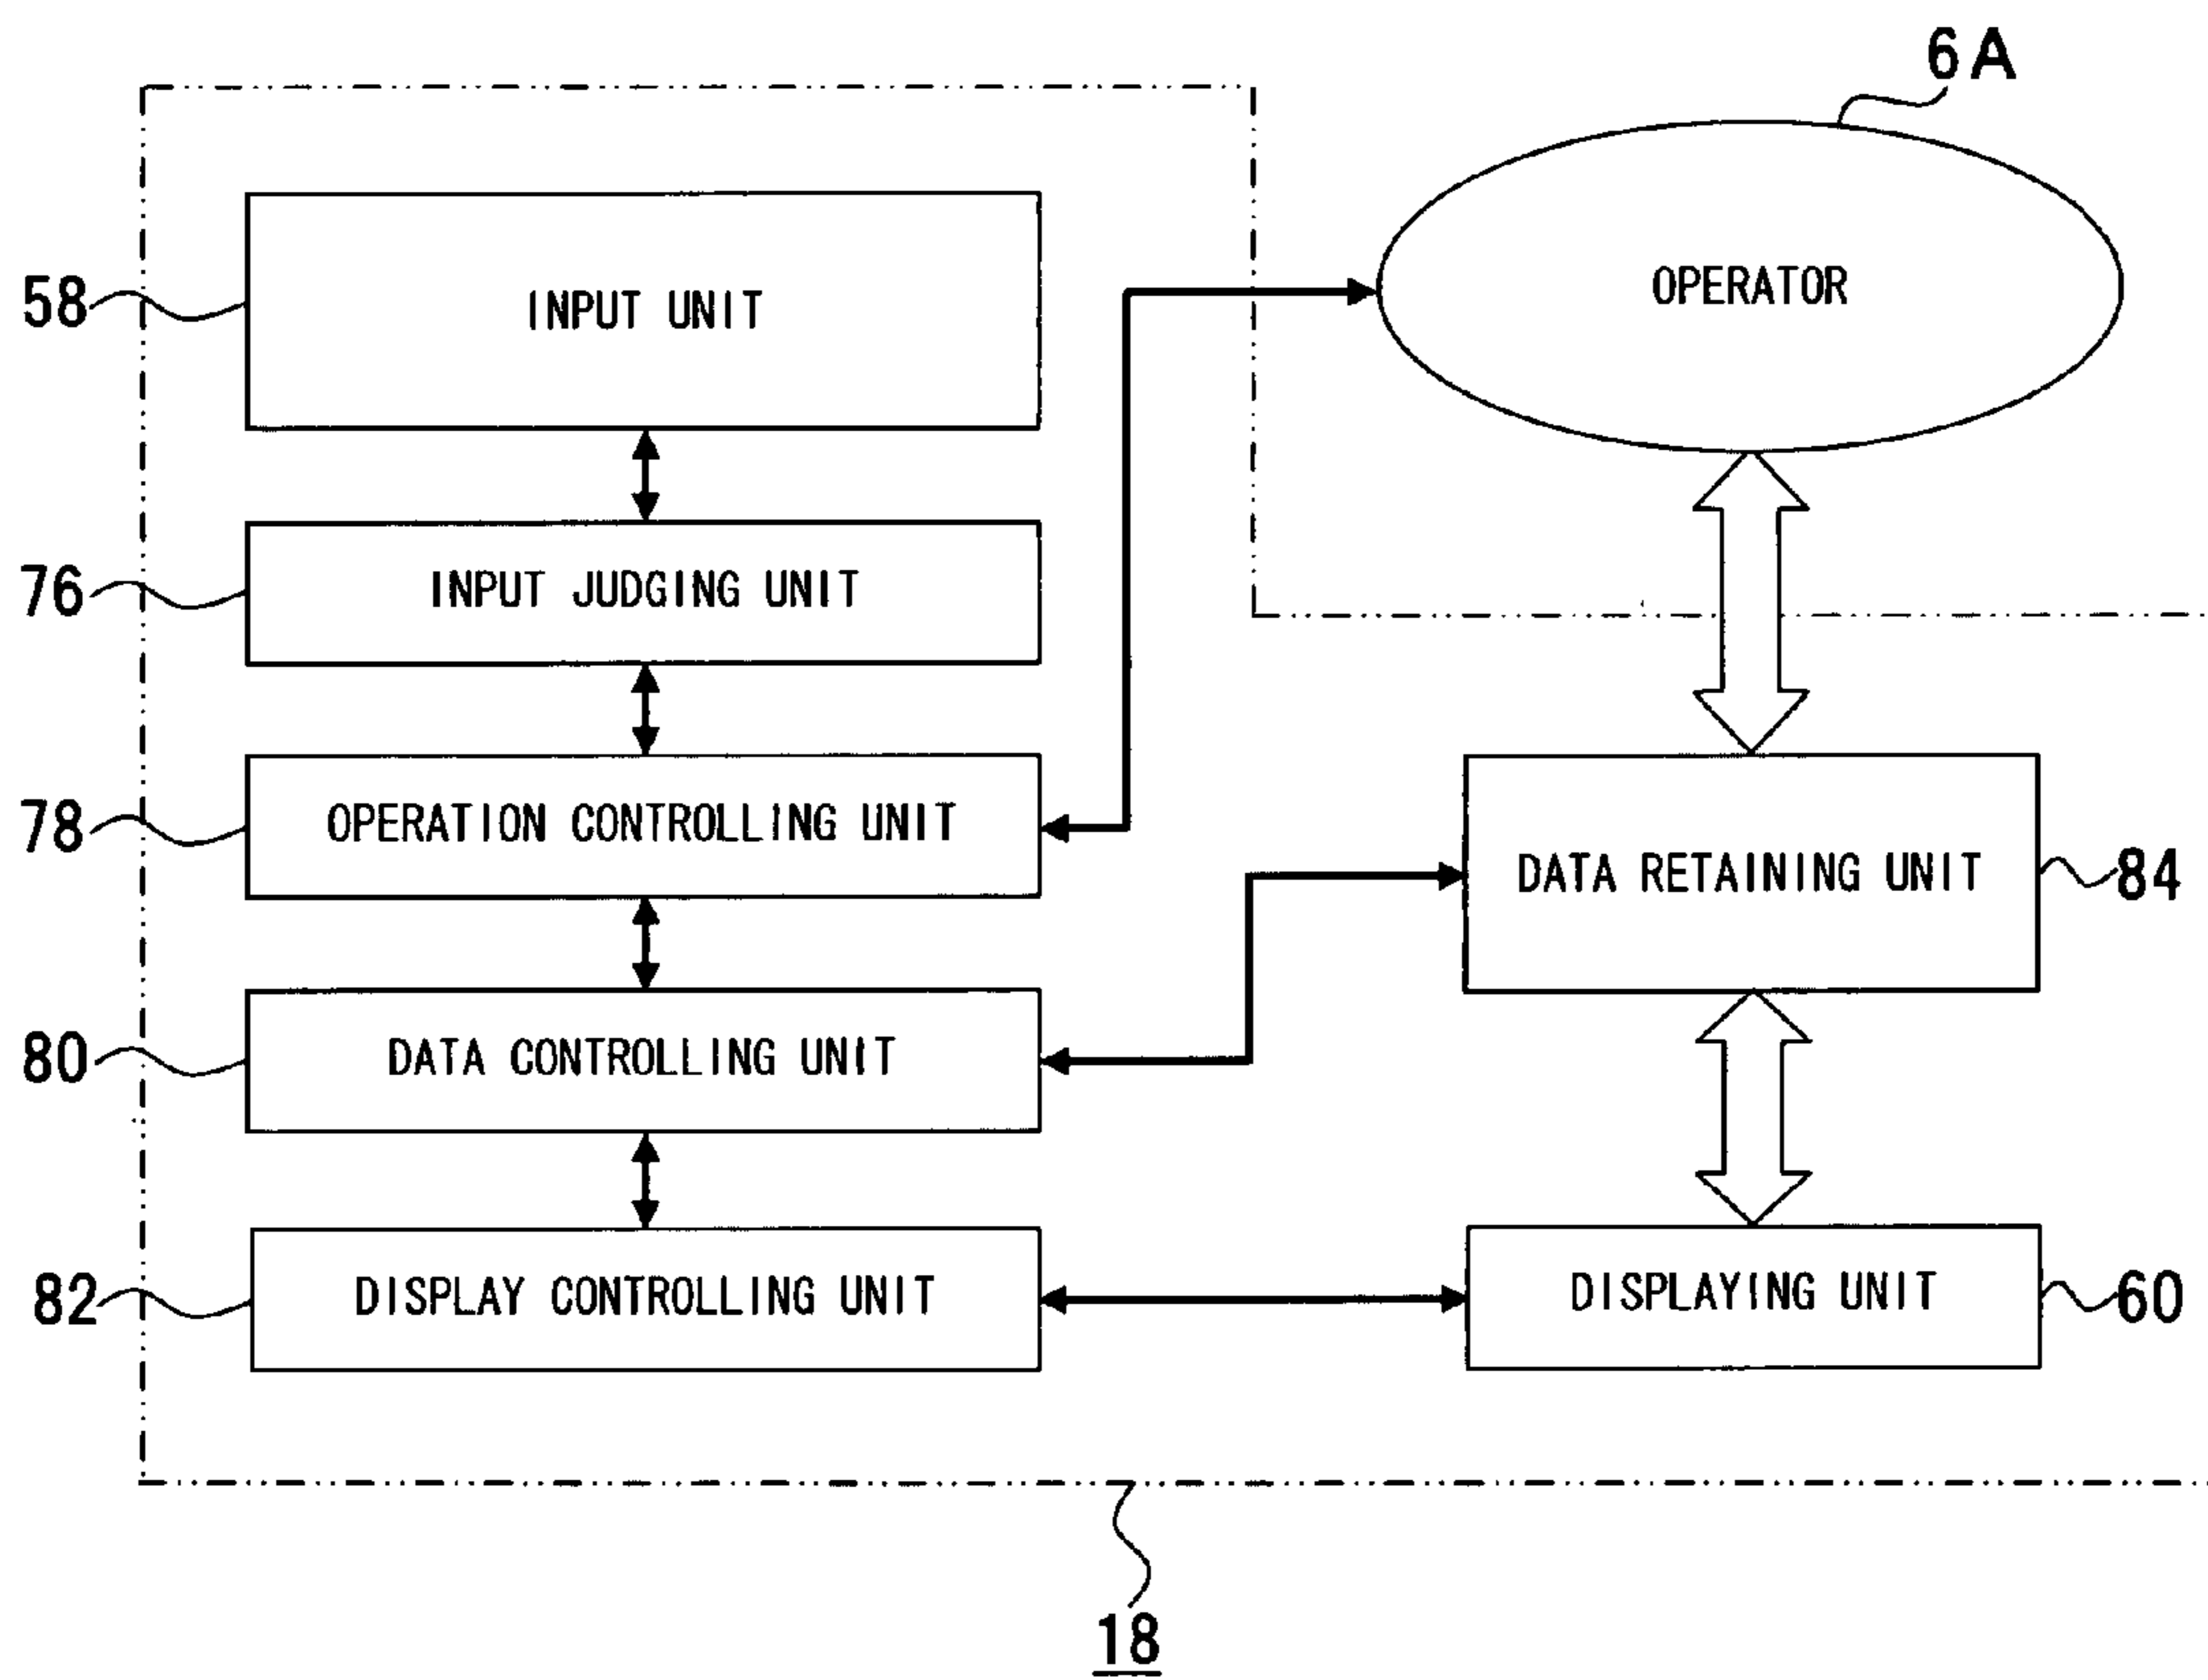 6A
58
INPUT UNIT
OPERATOR
76
INPUT JUDGING UNIT
78
OPERATION CONTROLLING UNIT
DATA RETAINING UNIT
84
80
DATA CONTROLLING UNIT
82
DISPLAY CONTROLLING UNIT
DISPLAYING UNIT
60
18